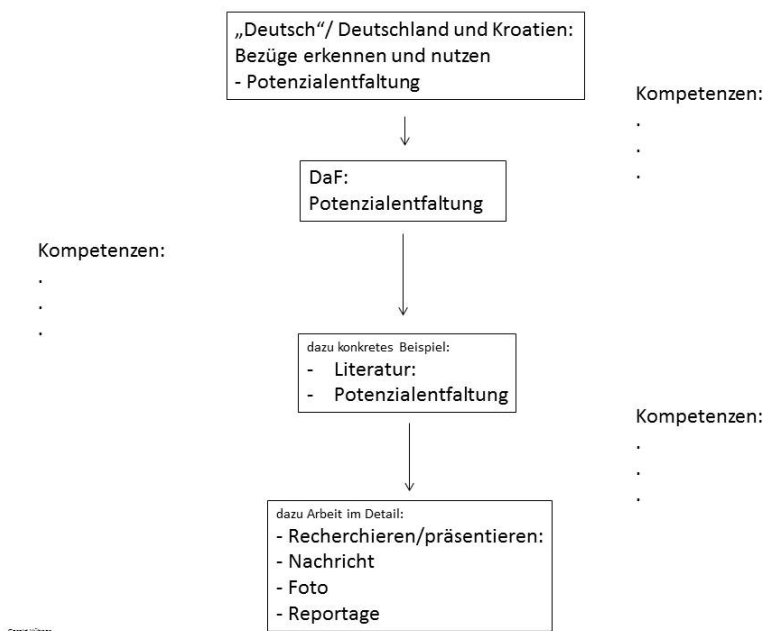 „Deutsch“/ Deutschland und Kroatien:
Bezüge erkennen und nutzen
- Potenzialentfaltung
Kompetenzen:
.
.
.
DaF:
Potenzialentfaltung
Kompetenzen:
.
.
.
dazu konkretes Beispiel:
- Literatur:
- Potenzialentfaltung
Kompetenzen:
.
.
.
dazu Arbeit im Detail:
- Recherchieren/präsentieren:
- Nachricht
- Foto
- Reportage